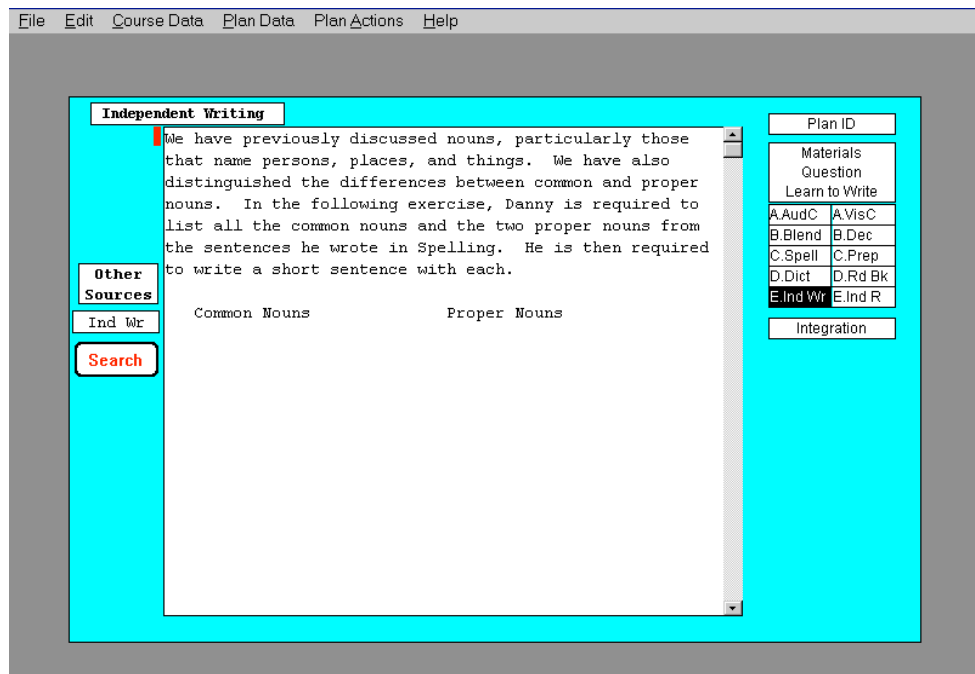 File Edit Course Data Plan Data Plan Actions Help
Independent Writing
We have previously discussed nouns, particularly those
that name persons, places, and things. We have also
distinguished the differences between common and proper
nouns. In the following exercise, Danny is required to
list all the common nouns and the two proper nouns from
the sentences he wrote in Spelling. He is then required
to write a short sentence with each.
Common Nouns Proper Nouns
Other
Sources
Ind Wr
Search
Plan ID
Materials
Question
Learn to Write
A.AudC A.VisC
B.Blend B.Dec
C.Spell C.Prep
D.Dict D.Rd Bk
E.Ind Wr E.Ind R
Integration